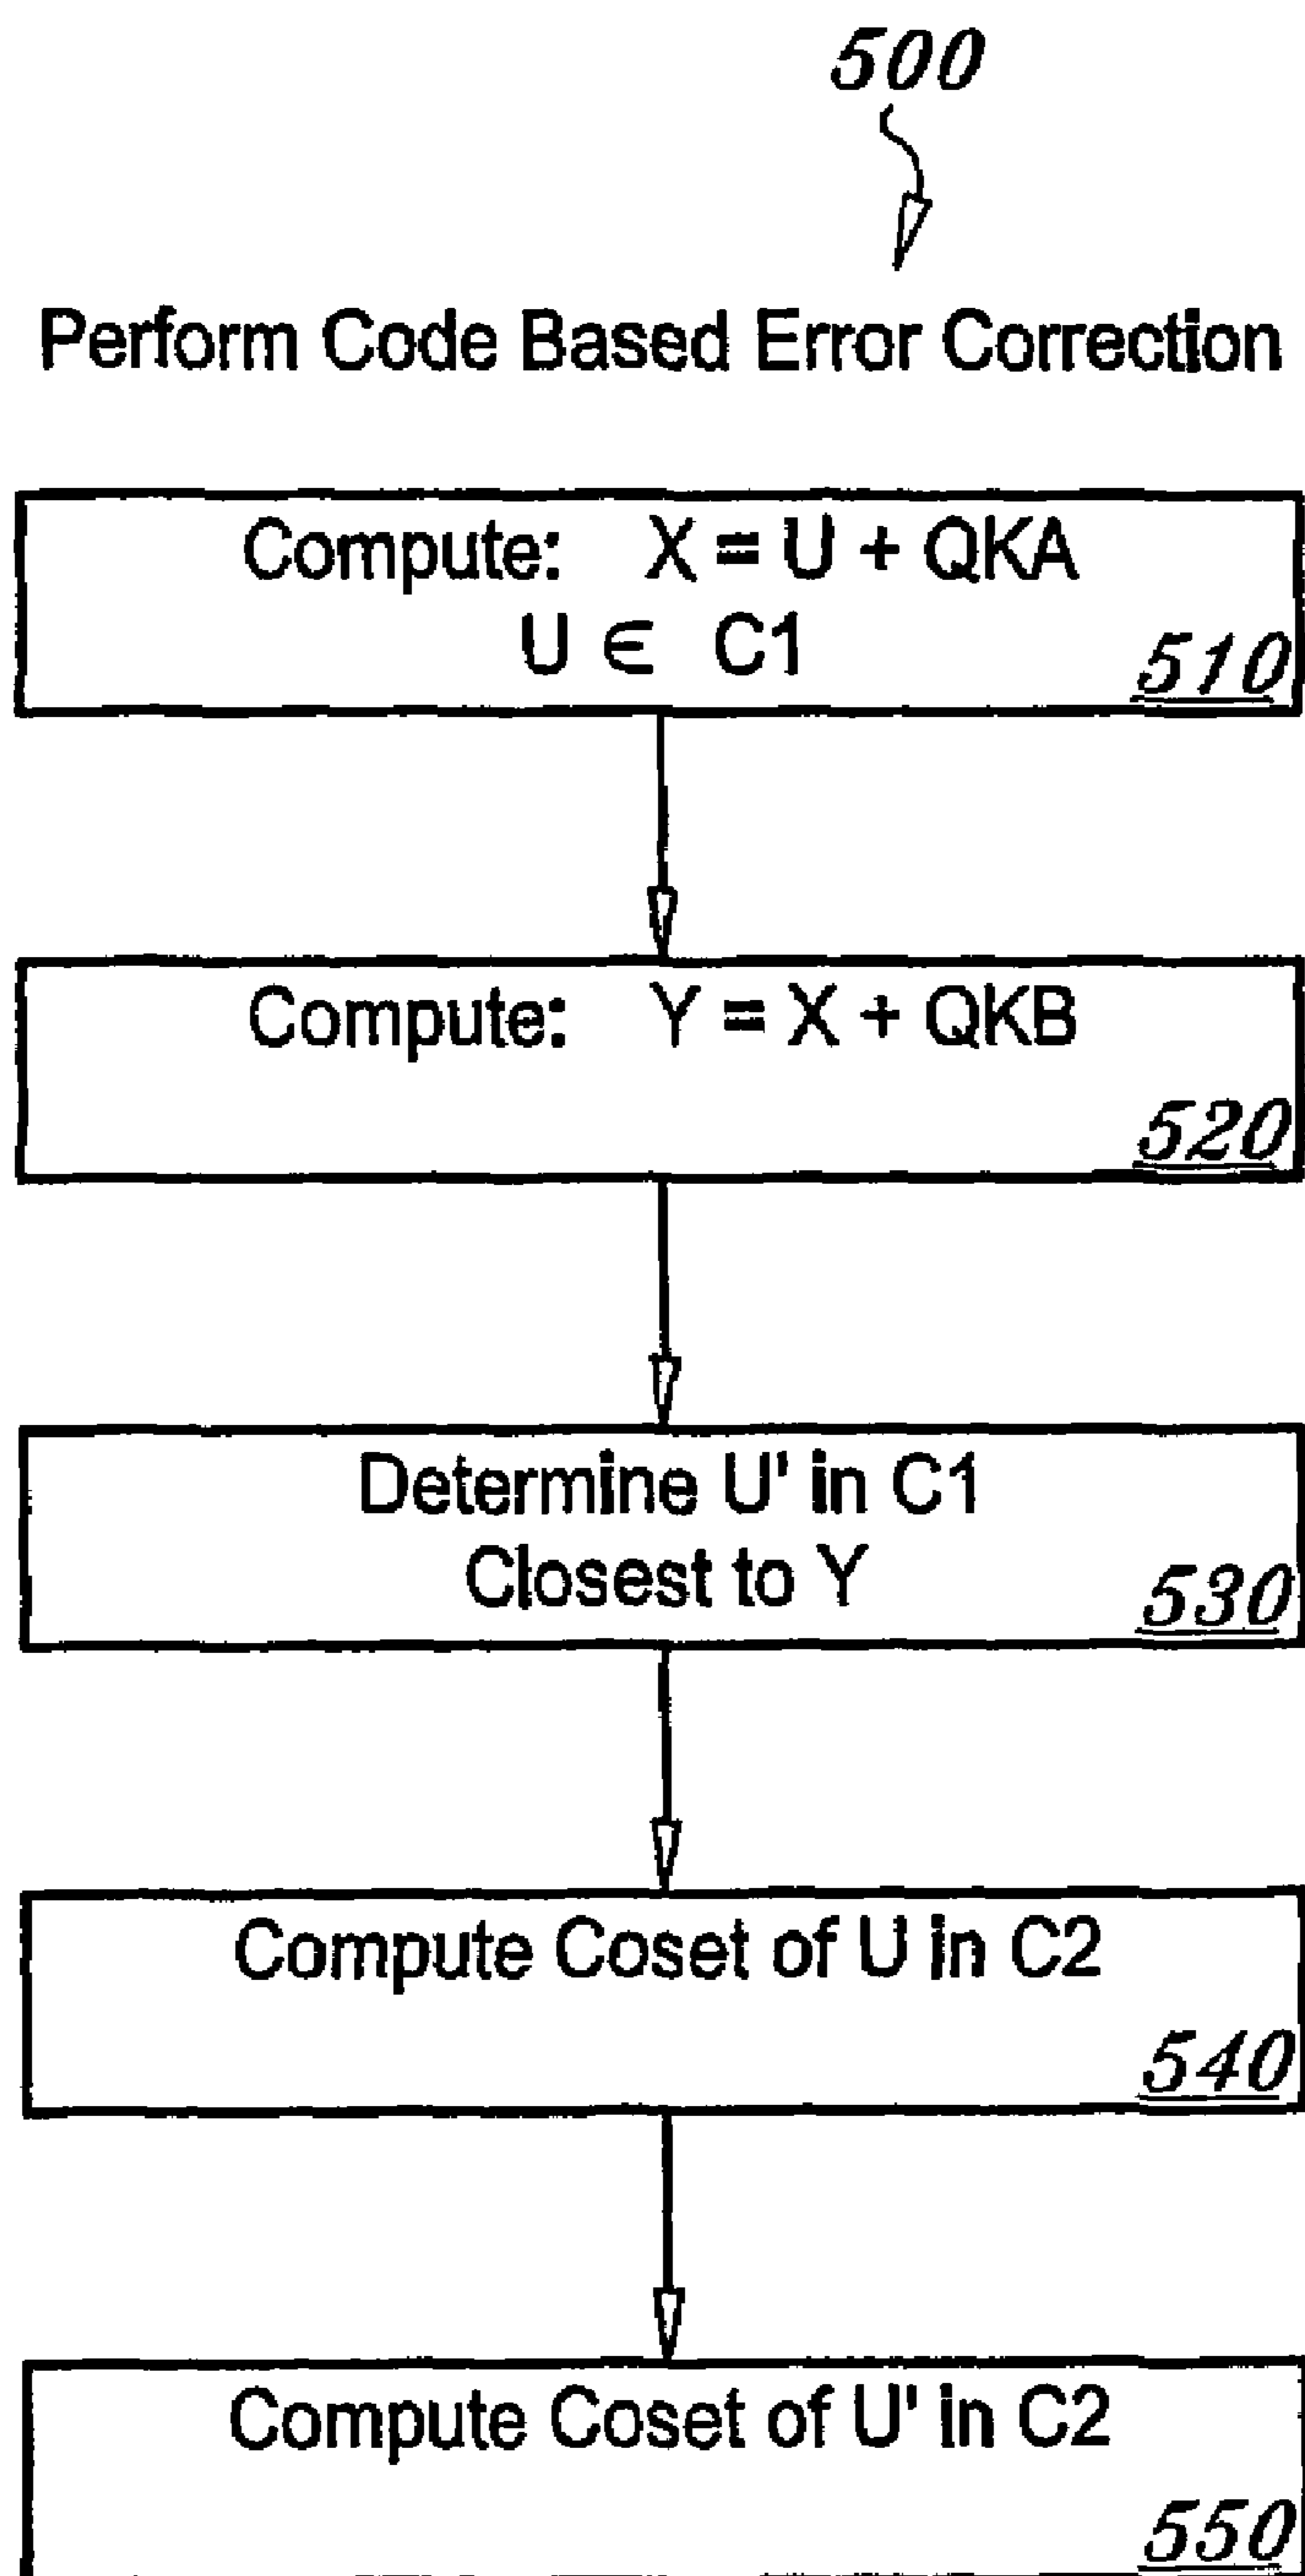 500
Perform Code Based Error Correction
Compute: X = U + QKA
U ∈ C1
510
Compute: Y = X + QKB
520
Determine U' in C1
Closest to Y
530
Compute Coset of U in C2
540
Compute Coset of U' in C2
550